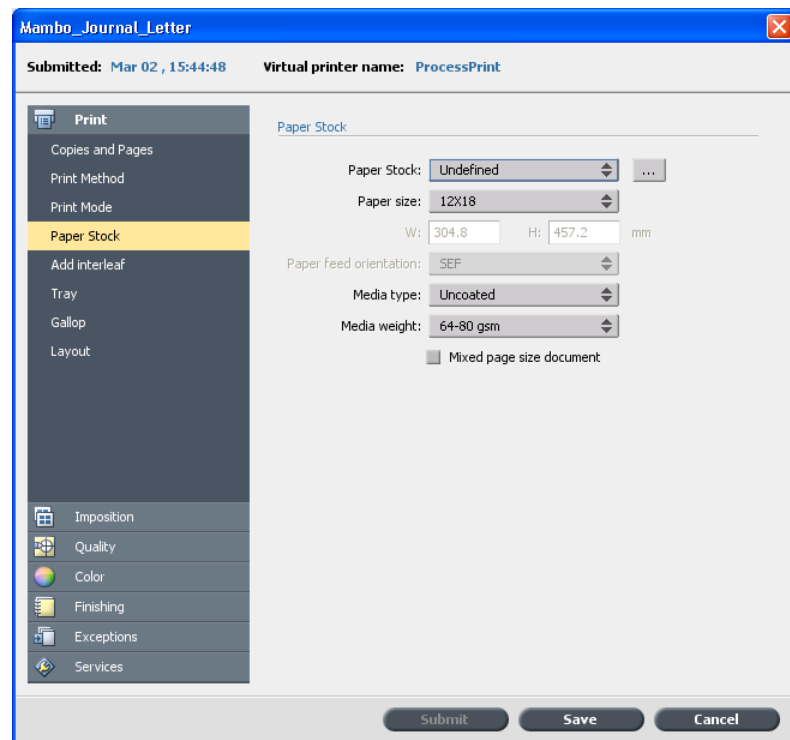 Mambo_Journal_Letter
Submitted: Mar 02 , 15:44:48 Virtual printer name: ProcessPrint
Print
Copies and Pages
Print Method
Print Mode
Paper Stock
Add interleaf
Tray
Gallop
Layout
Imposition
Quality
Color
Finishing
Exceptions
Services
Paper Stock
Paper Stock: Undefined ...
Paper size: 12X18
W: 304.8 H: 457.2 mm
Paper feed orientation: SEF
Media type: Uncoated
Media weight: 64-80 gsm
Mixed page size document
Submit Save Cancel